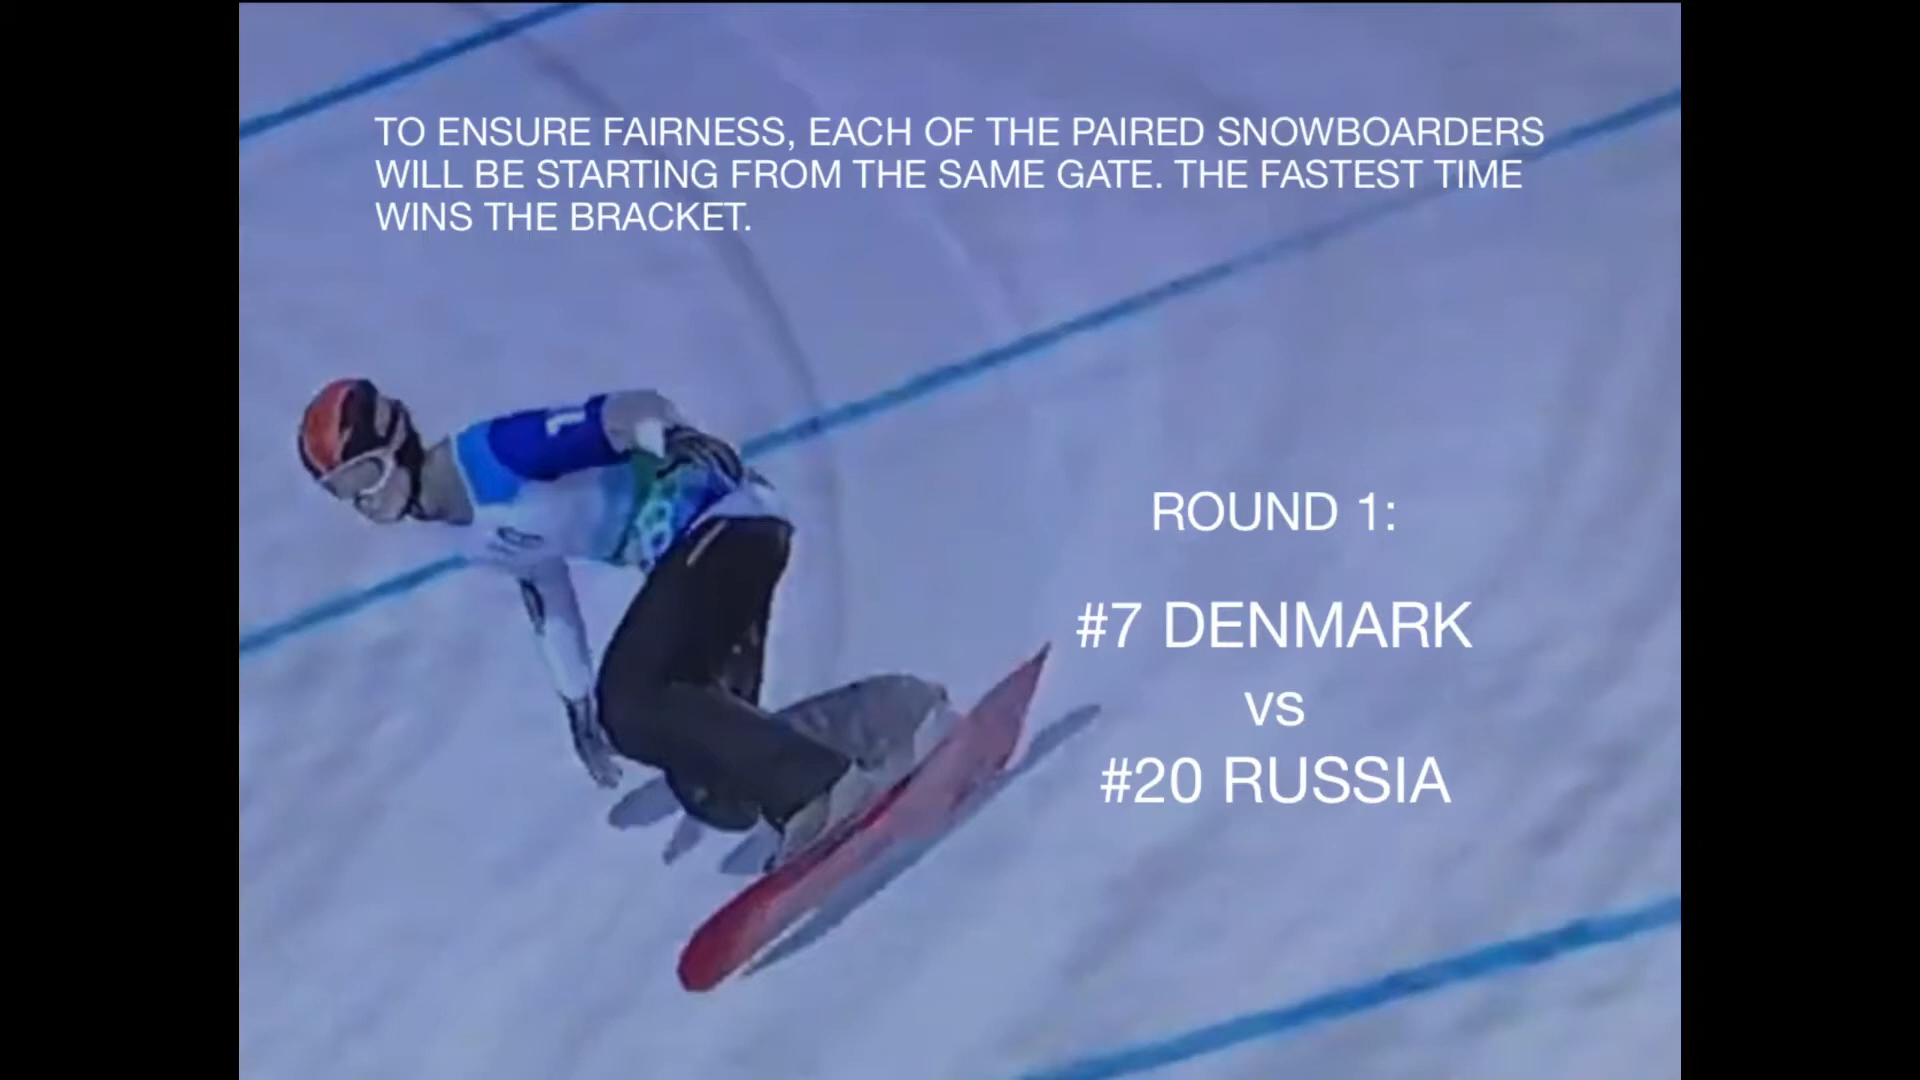 TO ENSURE FAIRNESS, EACH OF THE PAIRED SNOWBOARDERS
WILL BE STARTING FROM THE SAME GATE. THE FASTEST TIME
WINS THE BRACKET.
ROUND 1:
#7 DENMARK
vs
#20 RUSSIA